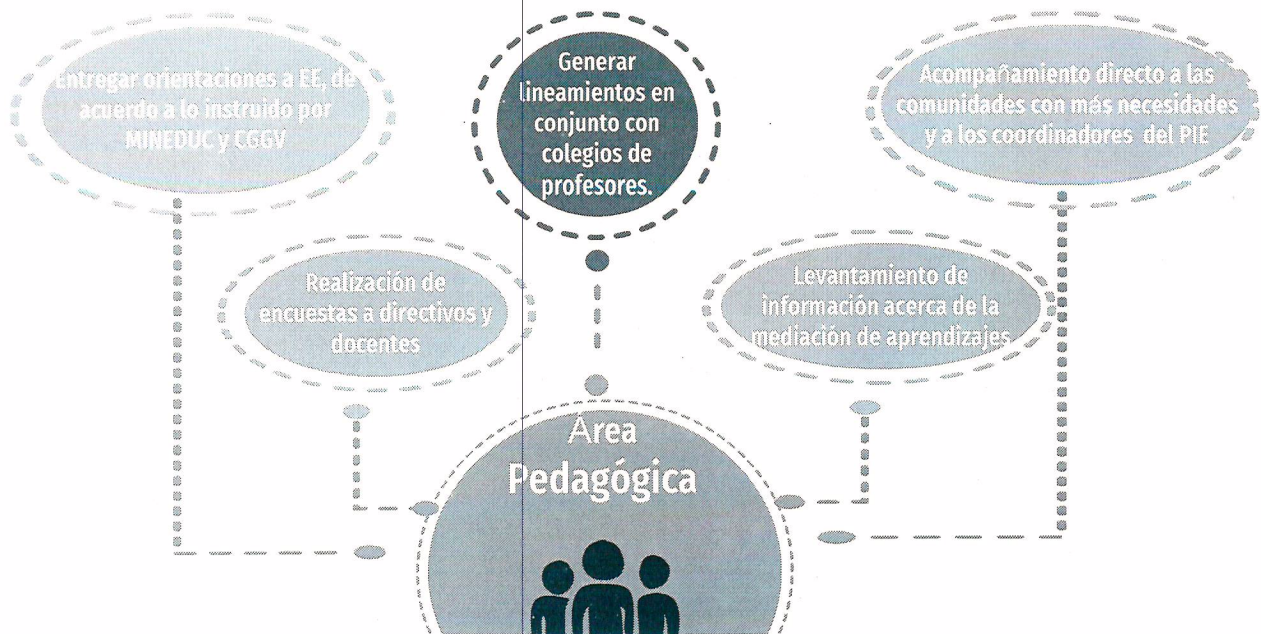 Entregar orientaciones a EE, de
acuerdo a lo instruido por
MINEDUC y CGGV
Generar
lineamientos en
conjunto con
colegios de
profesores.
Acompañamiento directo a las
comunidades con más necesidades
y a los coordinadores del PIE
Realización de
encuestas a directivos y
docentes
Levantamiento de
información acerca de la
mediación de aprendizajes
Área
Pedagógica